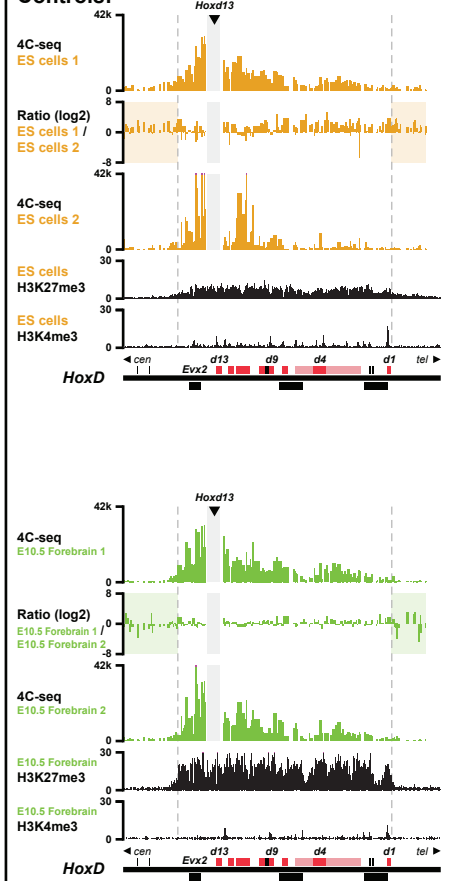 Controls:
Hoxd13
42k
4C-seq
ES cells 1
0
8
Ratio (log2)
ES cells 1 /
0
ES cells 2
-8
42k
4C-seq
ES cells 2
0
30
ES cells
H3K27me3
0
30
ES cells
H3K4me3
0
◄ cen Evx2 d13 d9 d4 d1 tel ►
HoxD
Hoxd13
42k
4C-seq
E10.5 Forebrain 1
0
8
Ratio (log2)
E10.5 Forebrain 1 /
0
E10.5 Forebrain 2
-8
42k
4C-seq
E10.5 Forebrain 2
0
30
E10.5 Forebrain
H3K27me3
0
30
E10.5 Forebrain
H3K4me3
0
◄ cen Evx2 d13 d9 d4 d1 tel ►
HoxD